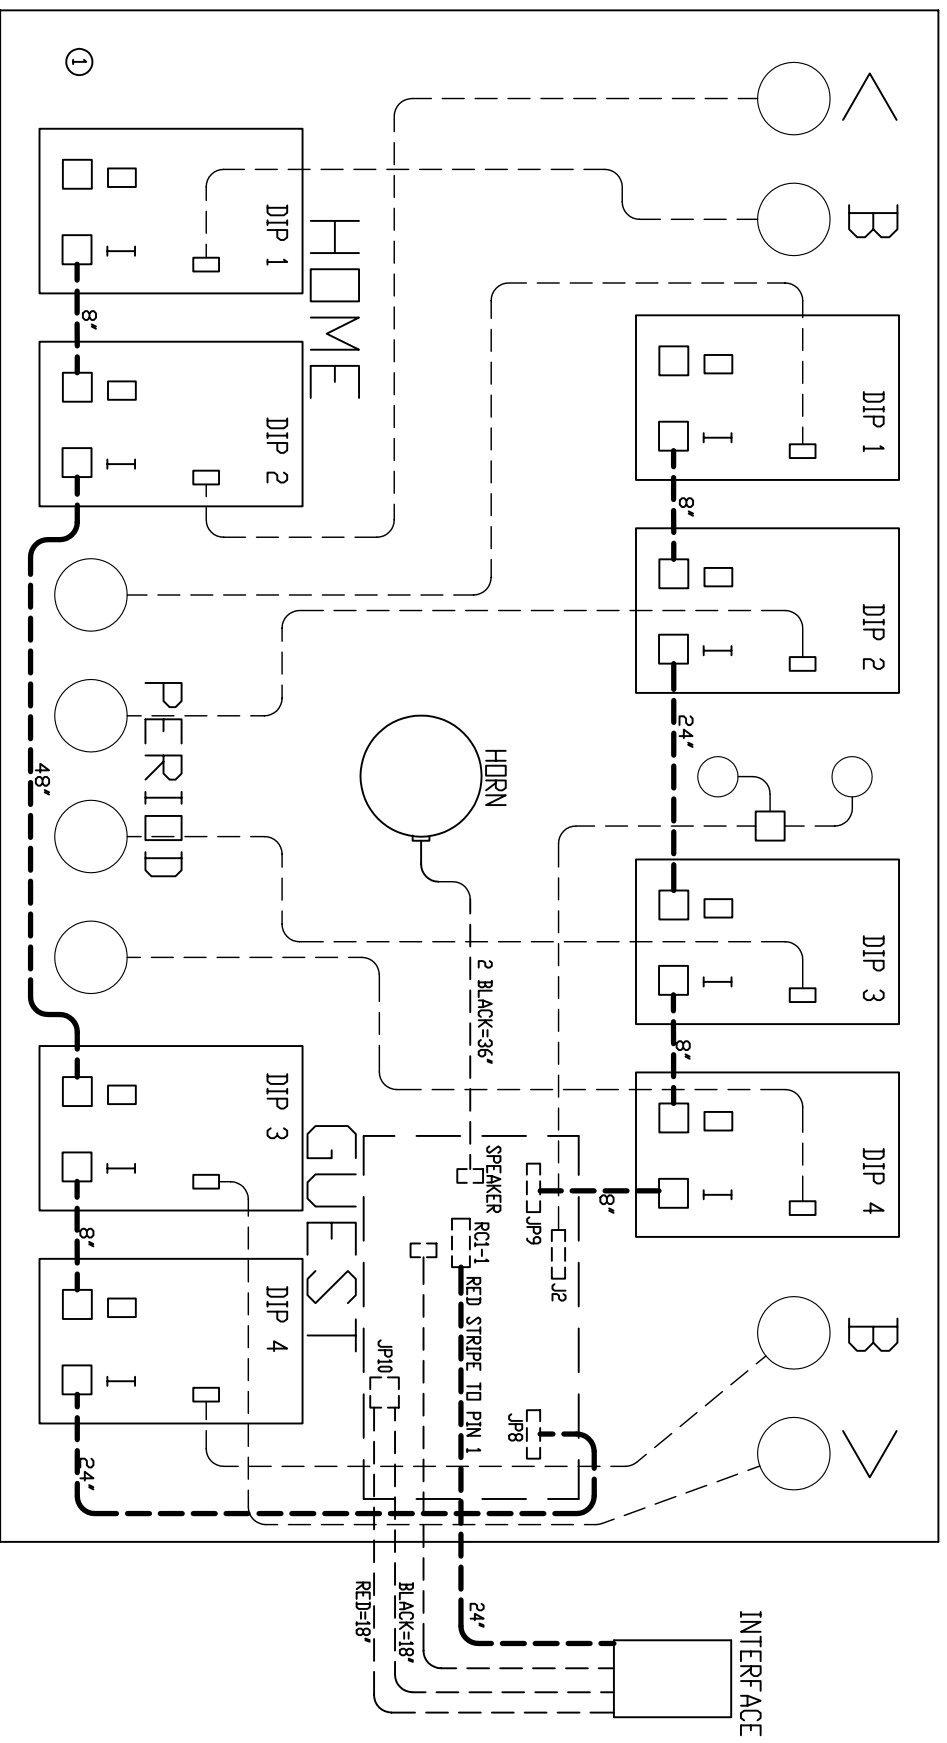 < B DIP 1 DIP 2 DIP 3 DIP 4 B >
INTERFACE
8" 24" 8" 8"
J2
JP9 JP8
HORN SPEAKER
2 BLACK=36"
RC1-1 RED STRIPE TO PIN 1 24"
JP10
BLACK=18"
RED=18"
HOME GUEST
DIP 1 DIP 2 DIP 3 DIP 4
PERIOD
8" 8" 24"
48"
1